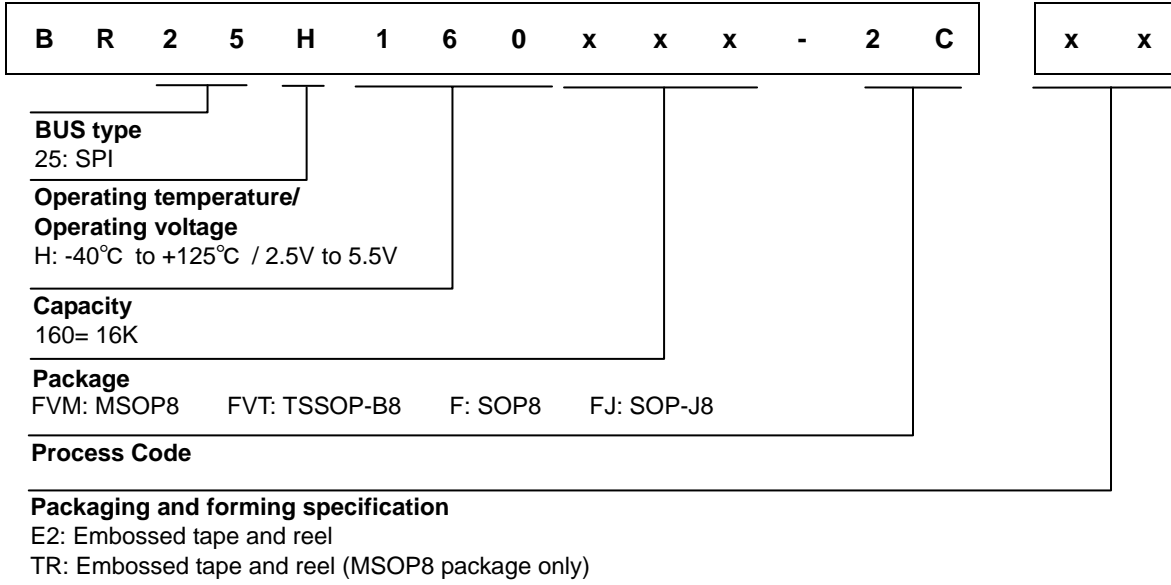 B R 2 5 H 1 6 0 x x x - 2 C x x
BUS type
25: SPI
Operating temperature/
Operating voltage
H: -40℃ to +125℃ / 2.5V to 5.5V
Capacity
160= 16K
Package
FVM: MSOP8 FVT: TSSOP-B8 F: SOP8 FJ: SOP-J8
Process Code
Packaging and forming specification
E2: Embossed tape and reel
TR: Embossed tape and reel (MSOP8 package only)